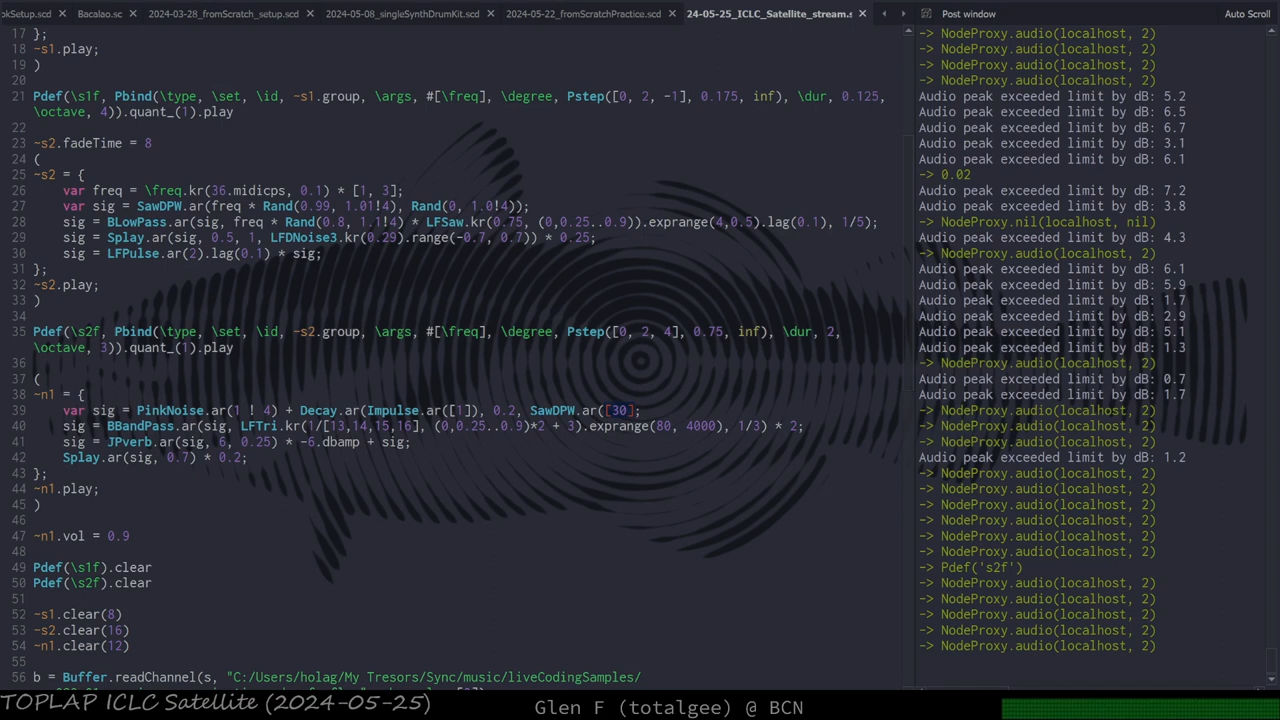 okSetup.scd
Bacalao.sc
2024-03-28_fromScratch_setup.scd
2024-05-08_singleSynthDrumKit.scd
2024-05-22_fromScratchPractice.scd
24-05-25_ICLC_Satellite_stream.s
Post window
Auto Scroll
17 };
18 ~s1.play;
19 )
20
21 Pdef(\s1f, Pbind(\type, \set, \id, ~s1.group, \args, #[\freq], \degree, Pstep([0, 2, -1], 0.175, inf), \dur, 0.125,
\octave, 4)).quant_(1).play
22
23 ~s2.fadeTime = 8
24 (
25 ~s2 = {
26 var freq = \freq.kr(36.midicps, 0.1) * [1, 3];
27 var sig = SawDPW.ar(freq * Rand(0.99, 1.01!4), Rand(0, 1.0!4));
28 sig = BLowPass.ar(sig, freq * Rand(0.8, 1.1!4) * LFSaw.kr(0.75, (0,0.25..0.9)).exprange(4,0.5).lag(0.1), 1/5);
29 sig = Splay.ar(sig, 0.5, 1, LFDNoise3.kr(0.29).range(-0.7, 0.7)) * 0.25;
30 sig = LFPulse.ar(2).lag(0.1) * sig;
31 };
32 ~s2.play;
33 )
34
35 Pdef(\s2f, Pbind(\type, \set, \id, ~s2.group, \args, #[\freq], \degree, Pstep([0, 2, 4], 0.75, inf), \dur, 2,
\octave, 3)).quant_(1).play
36
37 (
38 ~n1 = {
39 var sig = PinkNoise.ar(1 ! 4) + Decay.ar(Impulse.ar([1]), 0.2, SawDPW.ar([30];
40 sig = BBandPass.ar(sig, LFTri.kr(1/[13,14,15,16], (0,0.25..0.9)*2 + 3).exprange(80, 4000), 1/3) * 2;
41 sig = JPverb.ar(sig, 6, 0.25) * -6.dbamp + sig;
42 Splay.ar(sig, 0.7) * 0.2;
43 };
44 ~n1.play;
45 )
46
47 ~n1.vol = 0.9
48
49 Pdef(\s1f).clear
50 Pdef(\s2f).clear
51
52 ~s1.clear(8)
53 ~s2.clear(16)
54 ~n1.clear(12)
55
56 b = Buffer.readChannel(s, "C:/Users/holag/My Tresors/Sync/music/liveCodingSamples/
-> NodeProxy.audio(localhost, 2)
-> NodeProxy.audio(localhost, 2)
-> NodeProxy.audio(localhost, 2)
-> NodeProxy.audio(localhost, 2)
Audio peak exceeded limit by dB: 5.2
Audio peak exceeded limit by dB: 6.5
Audio peak exceeded limit by dB: 6.7
Audio peak exceeded limit by dB: 3.1
Audio peak exceeded limit by dB: 6.1
-> 0.02
Audio peak exceeded limit by dB: 7.2
Audio peak exceeded limit by dB: 3.8
-> NodeProxy.nil(localhost, nil)
Audio peak exceeded limit by dB: 4.3
-> NodeProxy.audio(localhost, 2)
Audio peak exceeded limit by dB: 6.1
Audio peak exceeded limit by dB: 5.9
Audio peak exceeded limit by dB: 1.7
Audio peak exceeded limit by dB: 2.9
Audio peak exceeded limit by dB: 5.1
Audio peak exceeded limit by dB: 1.3
-> NodeProxy.audio(localhost, 2)
Audio peak exceeded limit by dB: 0.7
Audio peak exceeded limit by dB: 1.7
-> NodeProxy.audio(localhost, 2)
-> NodeProxy.audio(localhost, 2)
-> NodeProxy.audio(localhost, 2)
Audio peak exceeded limit by dB: 1.2
-> NodeProxy.audio(localhost, 2)
-> NodeProxy.audio(localhost, 2)
-> NodeProxy.audio(localhost, 2)
-> NodeProxy.audio(localhost, 2)
-> NodeProxy.audio(localhost, 2)
-> NodeProxy.audio(localhost, 2)
-> Pdef('s2f')
-> NodeProxy.audio(localhost, 2)
-> NodeProxy.audio(localhost, 2)
-> NodeProxy.audio(localhost, 2)
-> NodeProxy.audio(localhost, 2)
-> NodeProxy.audio(localhost, 2)
TOPLAP ICLC Satellite (2024-05-25)
Glen F (totalgee) @ BCN